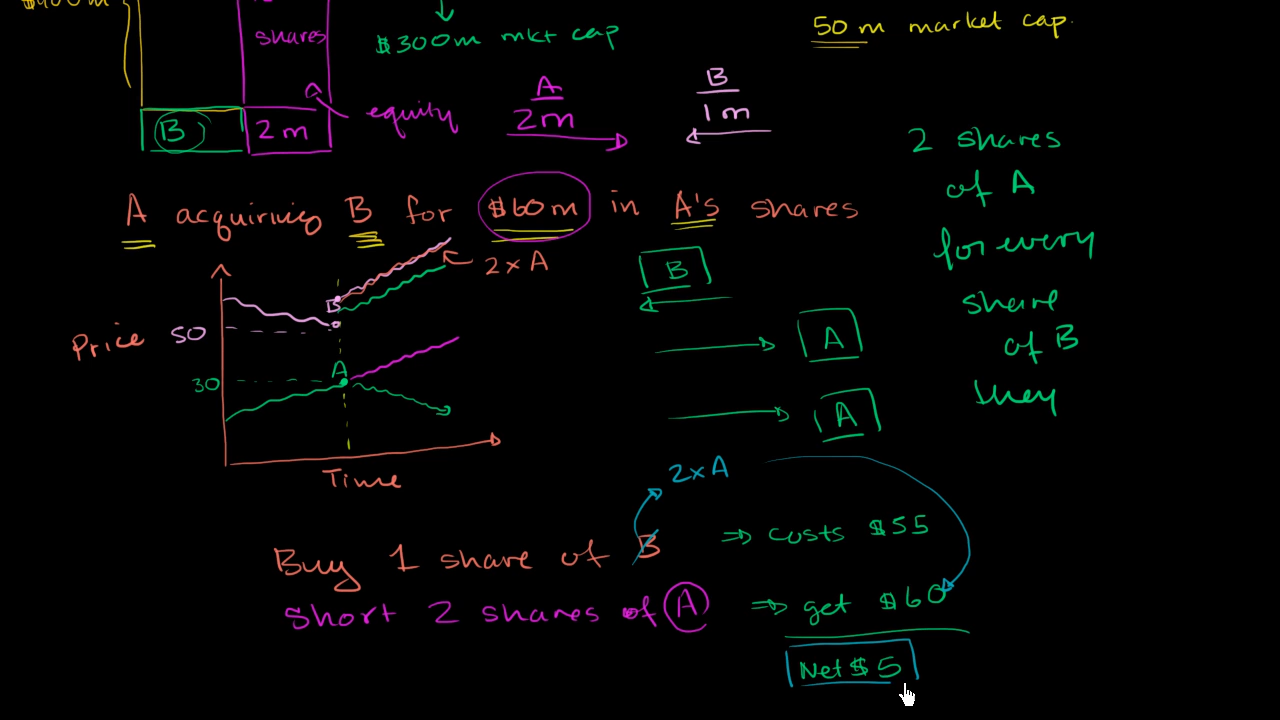 shares
$300m mkt cap
50 m market cap
B
2m
equity
A
2m
B
1m
A acquiring B for $60m in A's shares
2 shares
of A
for every
share
of B
they
2 x A
B
Price
50
B
A
A
30
A
Time
2xA
Buy 1 share of B
⇒ costs $55
Short 2 shares of A
⇒ get $60
Net $5